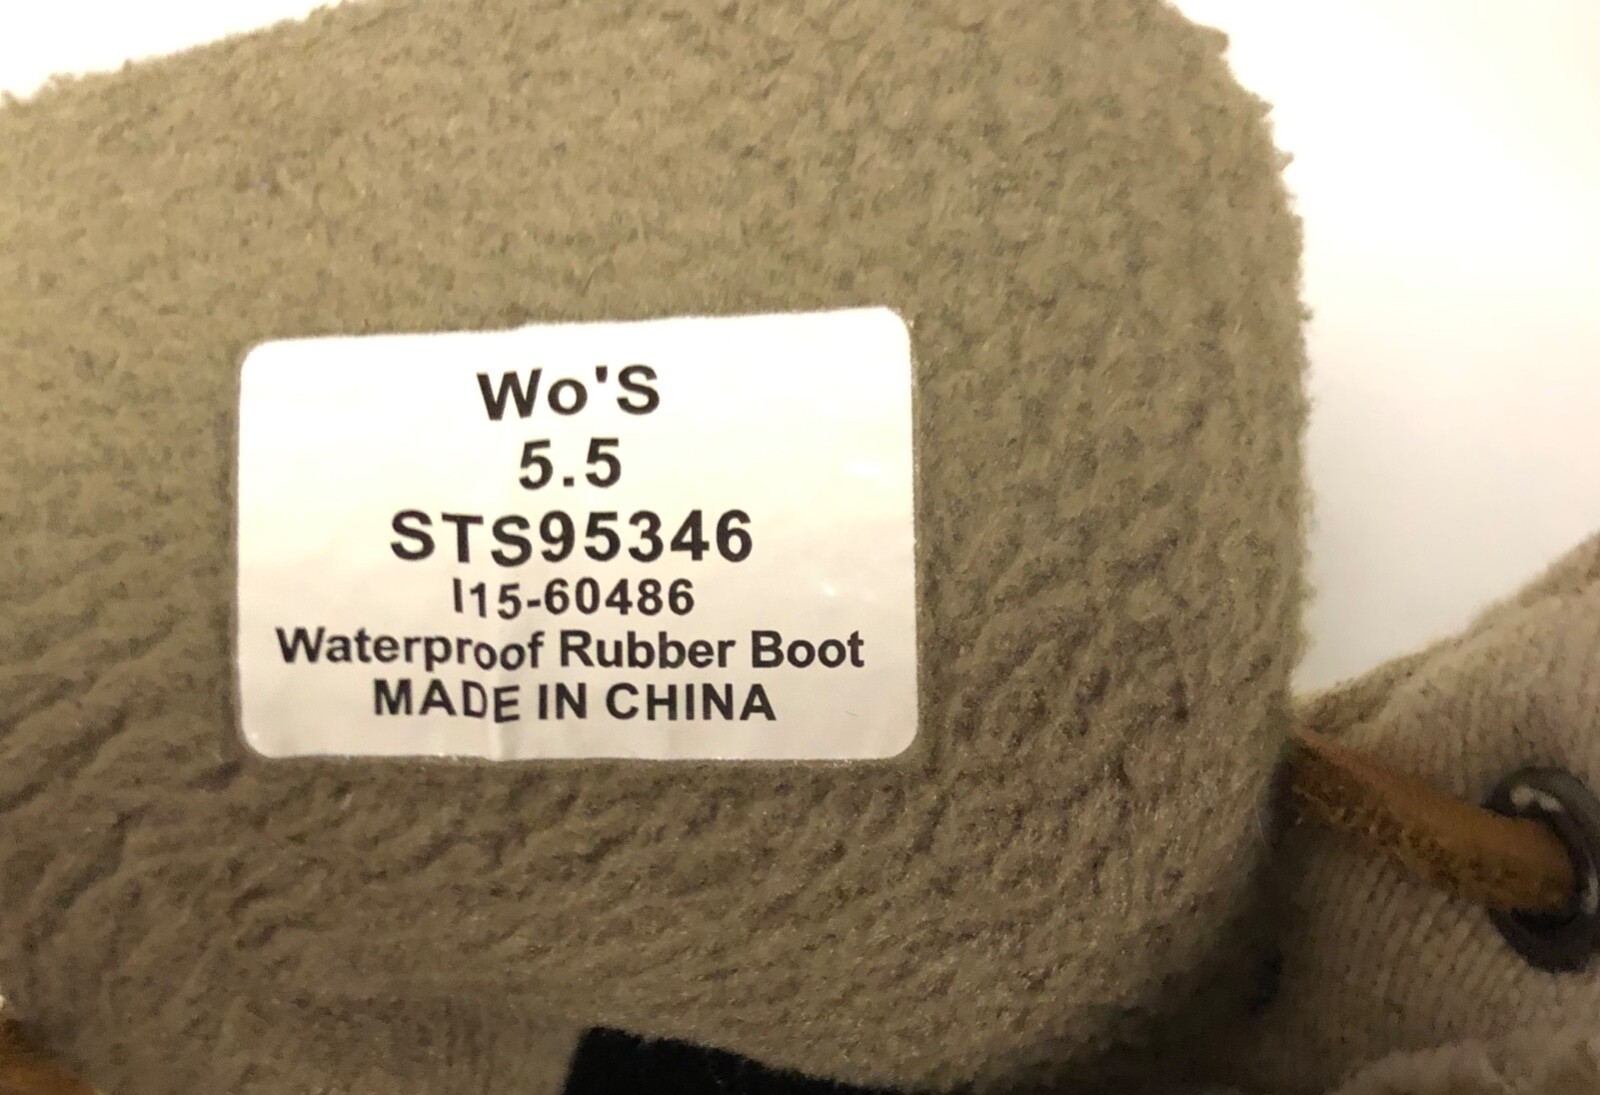 Wo'S
5.5
STS95346
I15-60486
Waterproof Rubber Boot
MADE IN CHINA